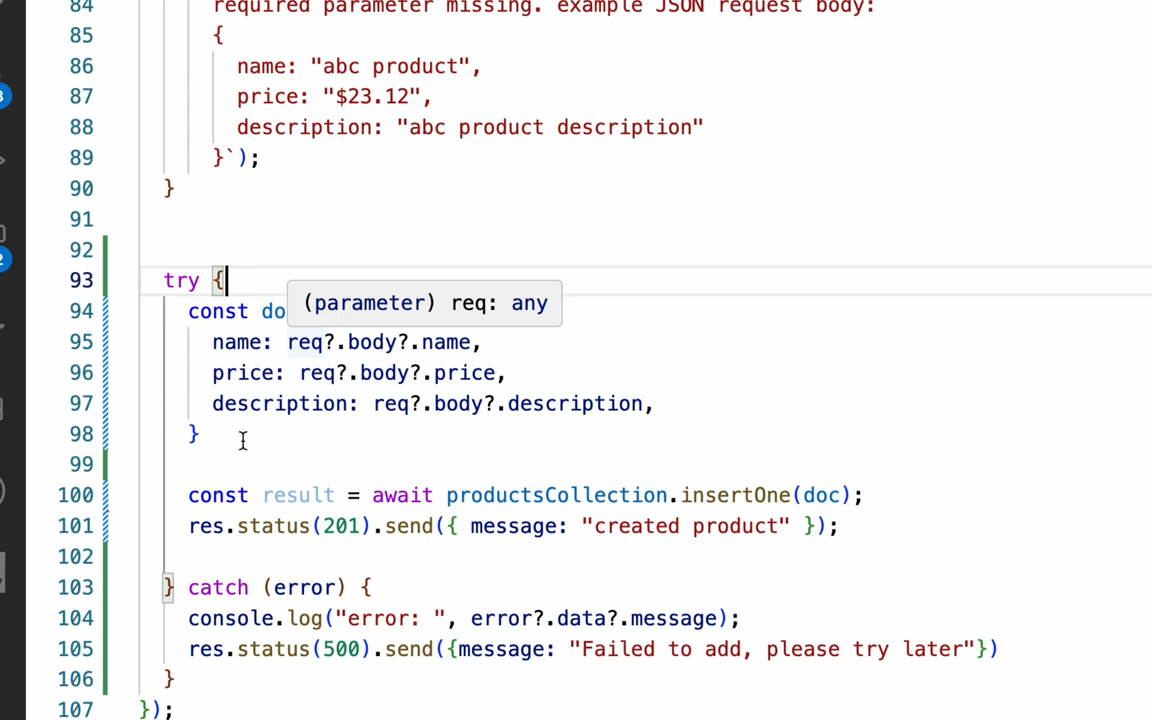 84 required parameter missing. example JSON request body:
85 {
86 name: "abc product",
87 price: "$23.12",
88 description: "abc product description"
89 }`);
90 }
91
92
93 try {
94 const do
(parameter) req: any
95 name: req?.body?.name,
96 price: req?.body?.price,
97 description: req?.body?.description,
98 }
99
100 const result = await productsCollection.insertOne(doc);
101 res.status(201).send({ message: "created product" });
102
103 } catch (error) {
104 console.log("error: ", error?.data?.message);
105 res.status(500).send({message: "Failed to add, please try later"})
106 }
107 });